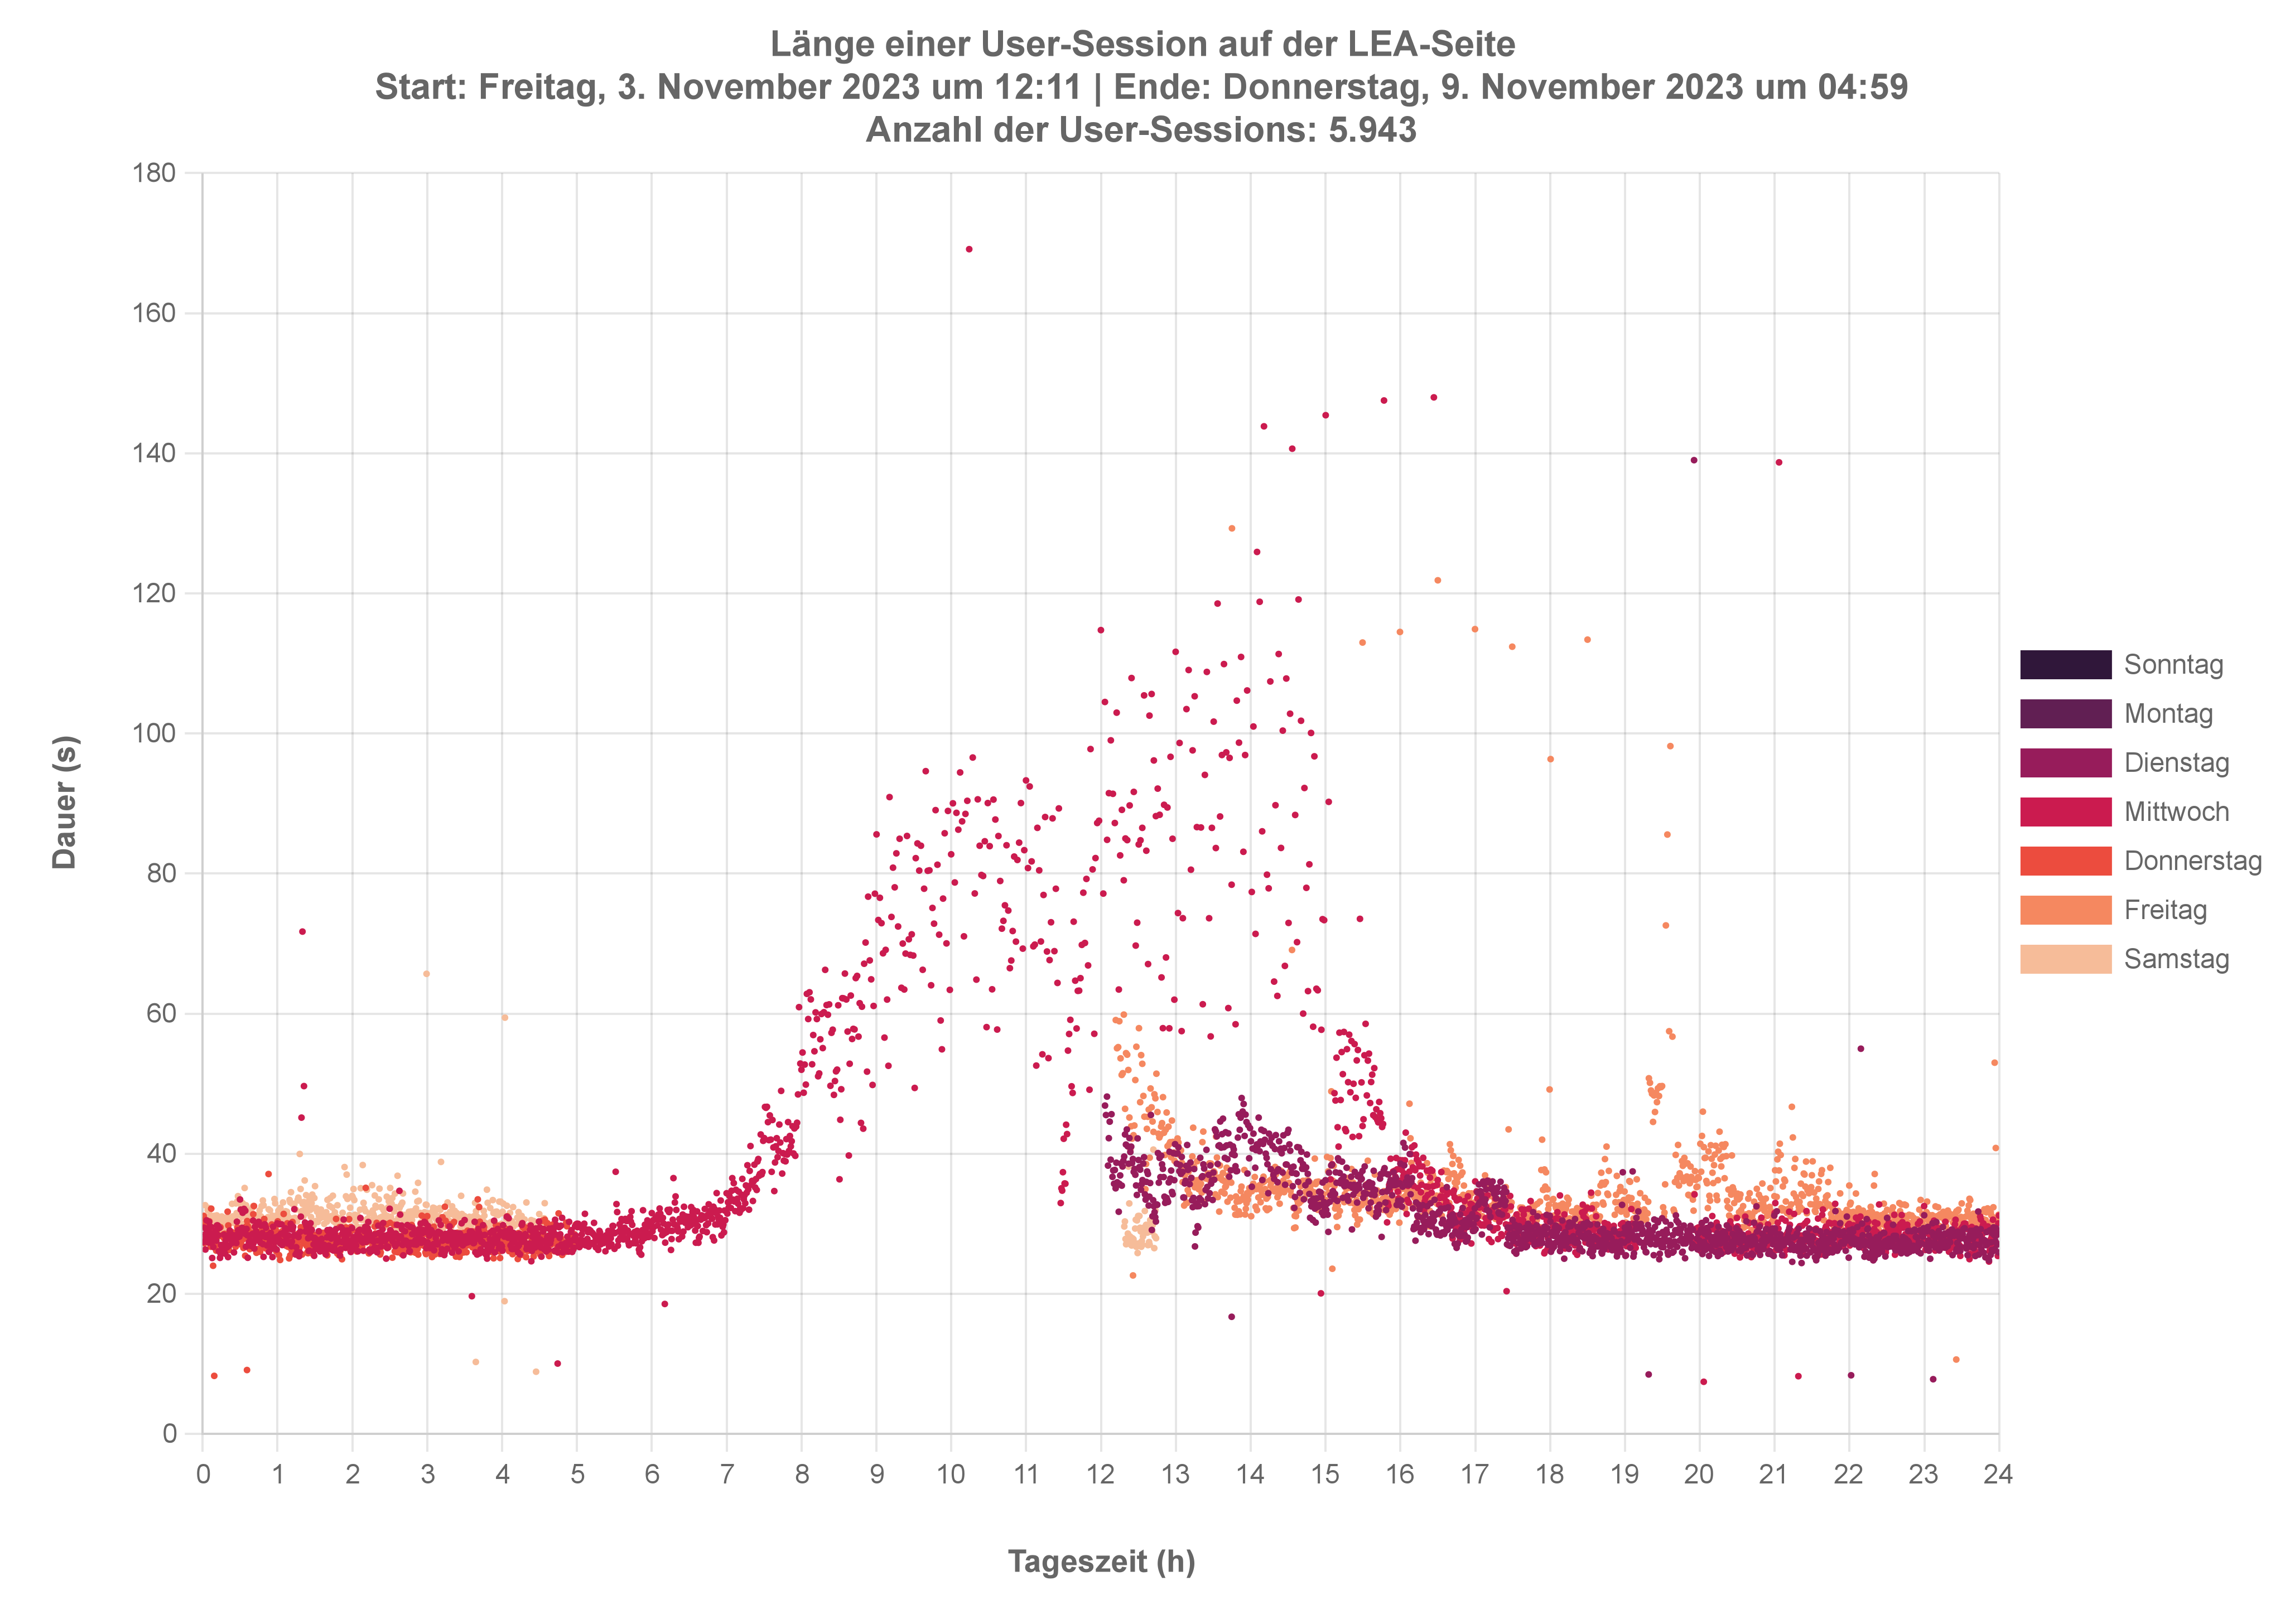 Länge einer User-Session auf der LEA-Seite
Start: Freitag, 3. November 2023 um 12:11 | Ende: Donnerstag, 9. November 2023 um 04:59
Anzahl der User-Sessions: 5.943
180
160
140
120
100
80
60
40
20
0
Dauer (s)
0 1 2 3 4 5 6 7 8 9 10 11 12 13 14 15 16 17 18 19 20 21 22 23 24
Tageszeit (h)
Sonntag
Montag
Dienstag
Mittwoch
Donnerstag
Freitag
Samstag